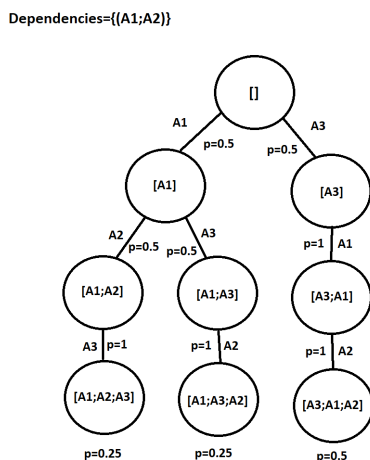 Dependencies={(A1;A2)}
[]
A1
A3
p=0.5
p=0.5
[A1]
[A3]
A2
p=0.5
p=0.5
A3
p=1
A1
[A1;A2]
[A1;A3]
[A3;A1]
A3
p=1
p=1
A2
p=1
A2
[A1;A2;A3]
[A1;A3;A2]
[A3;A1;A2]
p=0.25
p=0.25
p=0.5